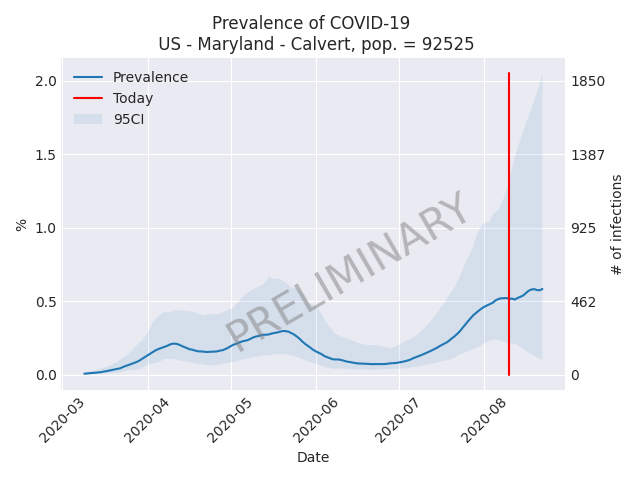 Prevalence of COVID-19
US - Maryland - Calvert, pop. = 92525
Prevalence
Today
95CI
2.0
1.5
1.0
0.5
0.0
%
1850
1387
925
462
0
# of infections
PRELIMINARY
2020-03
2020-04
2020-05
2020-06
2020-07
2020-08
Date